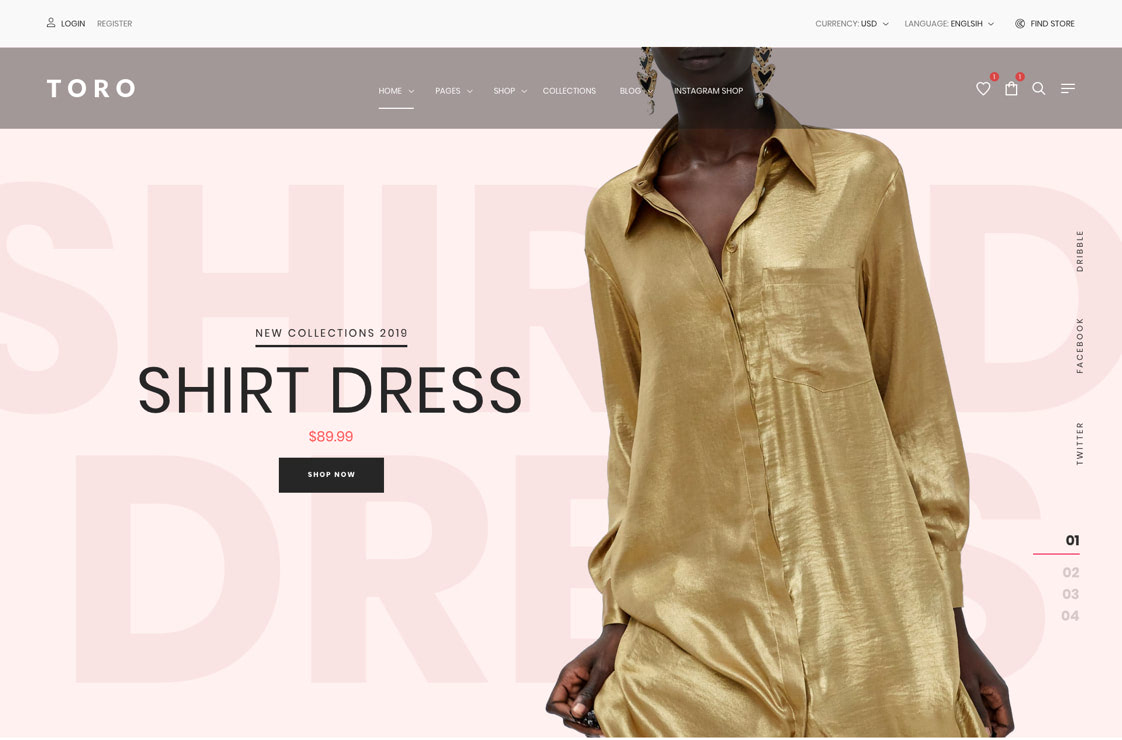 LOGIN REGISTER
CURRENCY: USD LANGUAGE: ENGLSIH FIND STORE
TORO
HOME PAGES SHOP COLLECTIONS BLOG INSTAGRAM SHOP
1 1
SHIRT D
DRESS
NEW COLLECTIONS 2019
SHIRT DRESS
$89.99
SHOP NOW
DRIBBLE
FACEBOOK
TWITTER
01
02
03
04